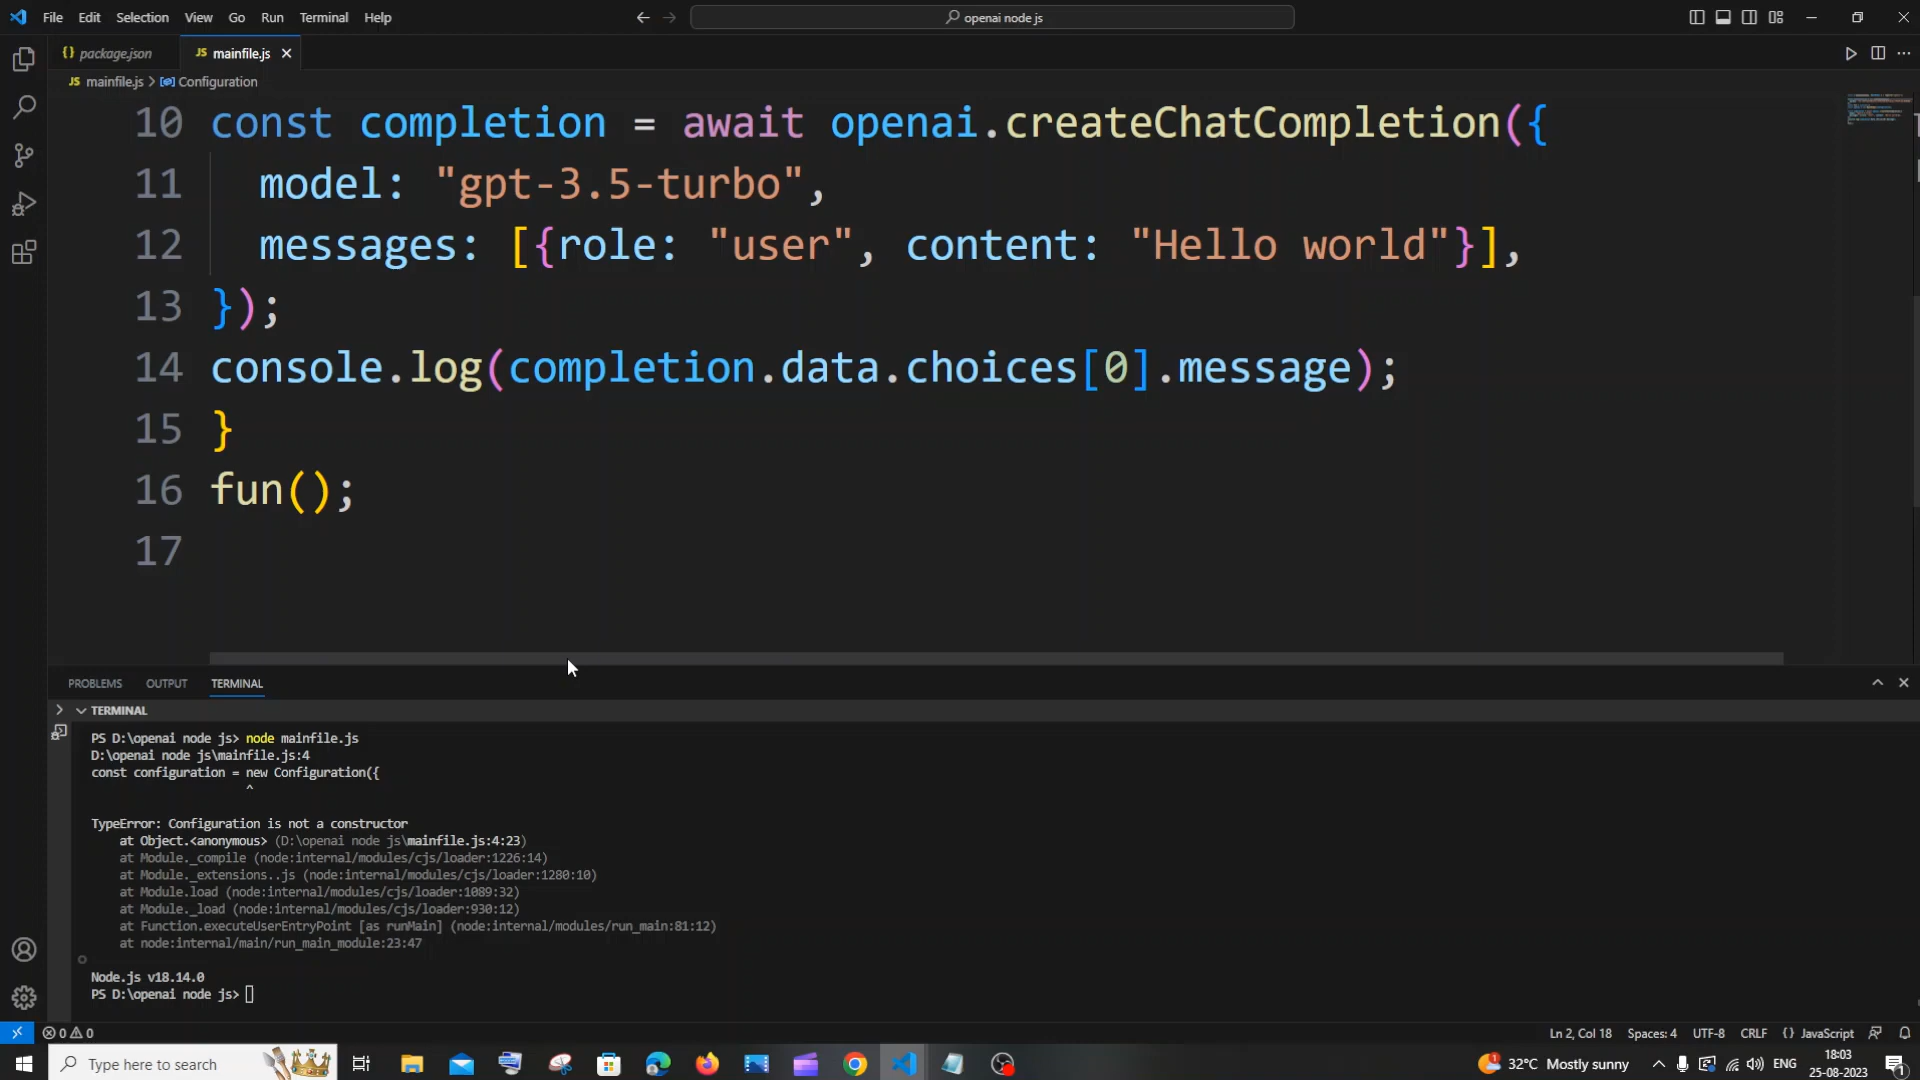 File Edit Selection View Go Run Terminal Help
openai node js
{} package.json
JS mainfile.js
JS mainfile.js > Configuration
10 const completion = await openai.createChatCompletion({
11 model: "gpt-3.5-turbo",
12 messages: [{role: "user", content: "Hello world"}],
13 });
14 console.log(completion.data.choices[0].message);
15 }
16 fun();
17
PROBLEMS OUTPUT TERMINAL
TERMINAL
PS D:\openai node js> node mainfile.js
D:\openai node js\mainfile.js:4
const configuration = new Configuration({
^
TypeError: Configuration is not a constructor
at Object.<anonymous> (D:\openai node js\mainfile.js:4:23)
at Module._compile (node:internal/modules/cjs/loader:1226:14)
at Module._extensions..js (node:internal/modules/cjs/loader:1280:10)
at Module.load (node:internal/modules/cjs/loader:1089:32)
at Module._load (node:internal/modules/cjs/loader:930:12)
at Function.executeUserEntryPoint [as runMain] (node:internal/modules/run_main:81:12)
at node:internal/main/run_main_module:23:47
Node.js v18.14.0
PS D:\openai node js>
0 0 Ln 2, Col 18 Spaces: 4 UTF-8 CRLF {} JavaScript
Type here to search 32°C Mostly sunny ENG 18:03
25-08-2023